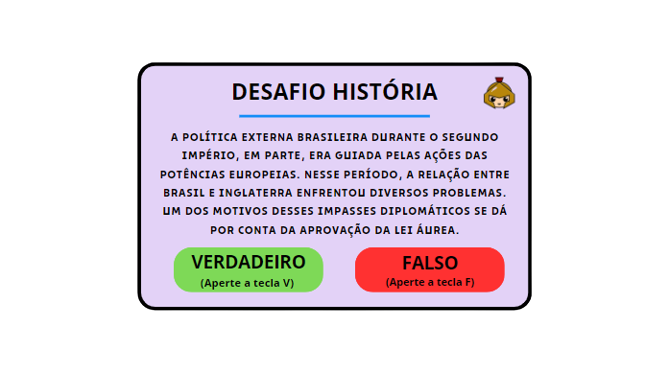 DESAFIO HISTÓRIA
A POLÍTICA EXTERNA BRASILEIRA DURANTE O SEGUNDO
IMPÉRIO, EM PARTE, ERA GUIADA PELAS AÇÕES DAS
POTÊNCIAS EUROPEIAS. NESSE PERÍODO, A RELAÇÃO ENTRE
BRASIL E INGLATERRA ENFRENTOU DIVERSOS PROBLEMAS.
UM DOS MOTIVOS DESSES IMPASSES DIPLOMÁTICOS SE DÁ
POR CONTA DA APROVAÇÃO DA LEI ÁUREA.
VERDADEIRO
(Aperte a tecla V)
FALSO
(Aperte a tecla F)